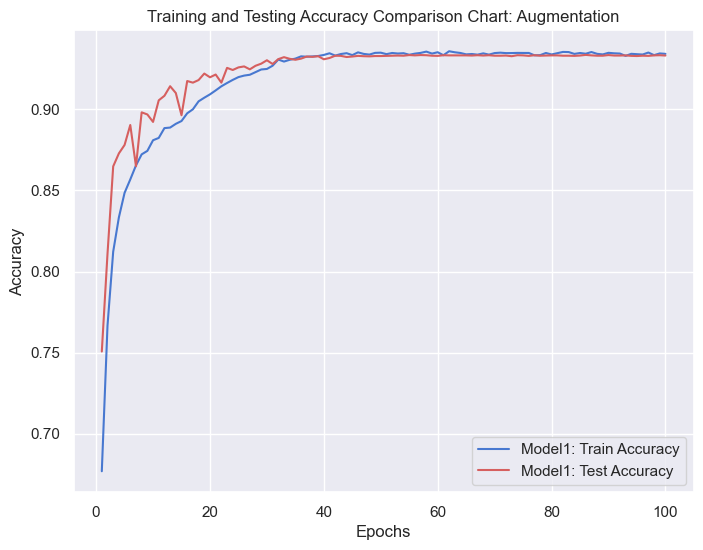 Training and Testing Accuracy Comparison Chart: Augmentation
0.90
0.85
0.80
0.75
0.70
Accuracy
0 20 40 60 80 100
Epochs
Model1: Train Accuracy
Model1: Test Accuracy